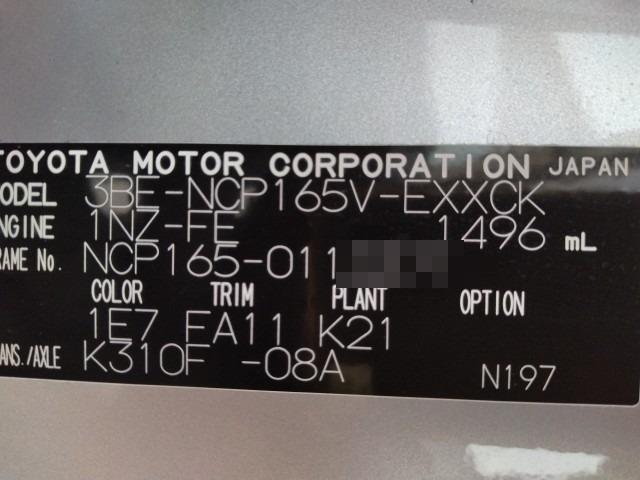 TOYOTA MOTOR CORPORATION JAPAN
MODEL 3BE-NCP165V-EXXCK
ENGINE 1NZ-FE 1496 mL
FRAME No. NCP165-011
COLOR TRIM PLANT OPTION
1E7 FA11 K21
TRANS./AXLE K310F -08A N197